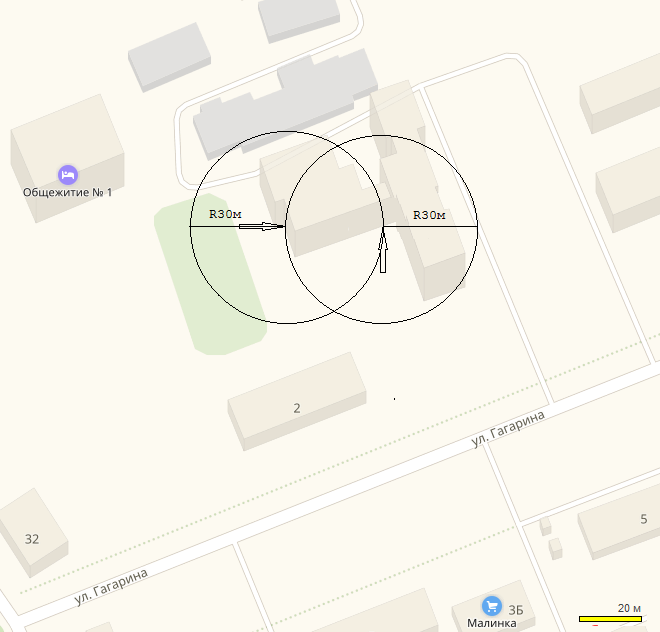 Общежитие № 1
R30м
R30м
2
ул. Гагарина
32
5
ул. Гагарина
3Б
Малинка
20 м